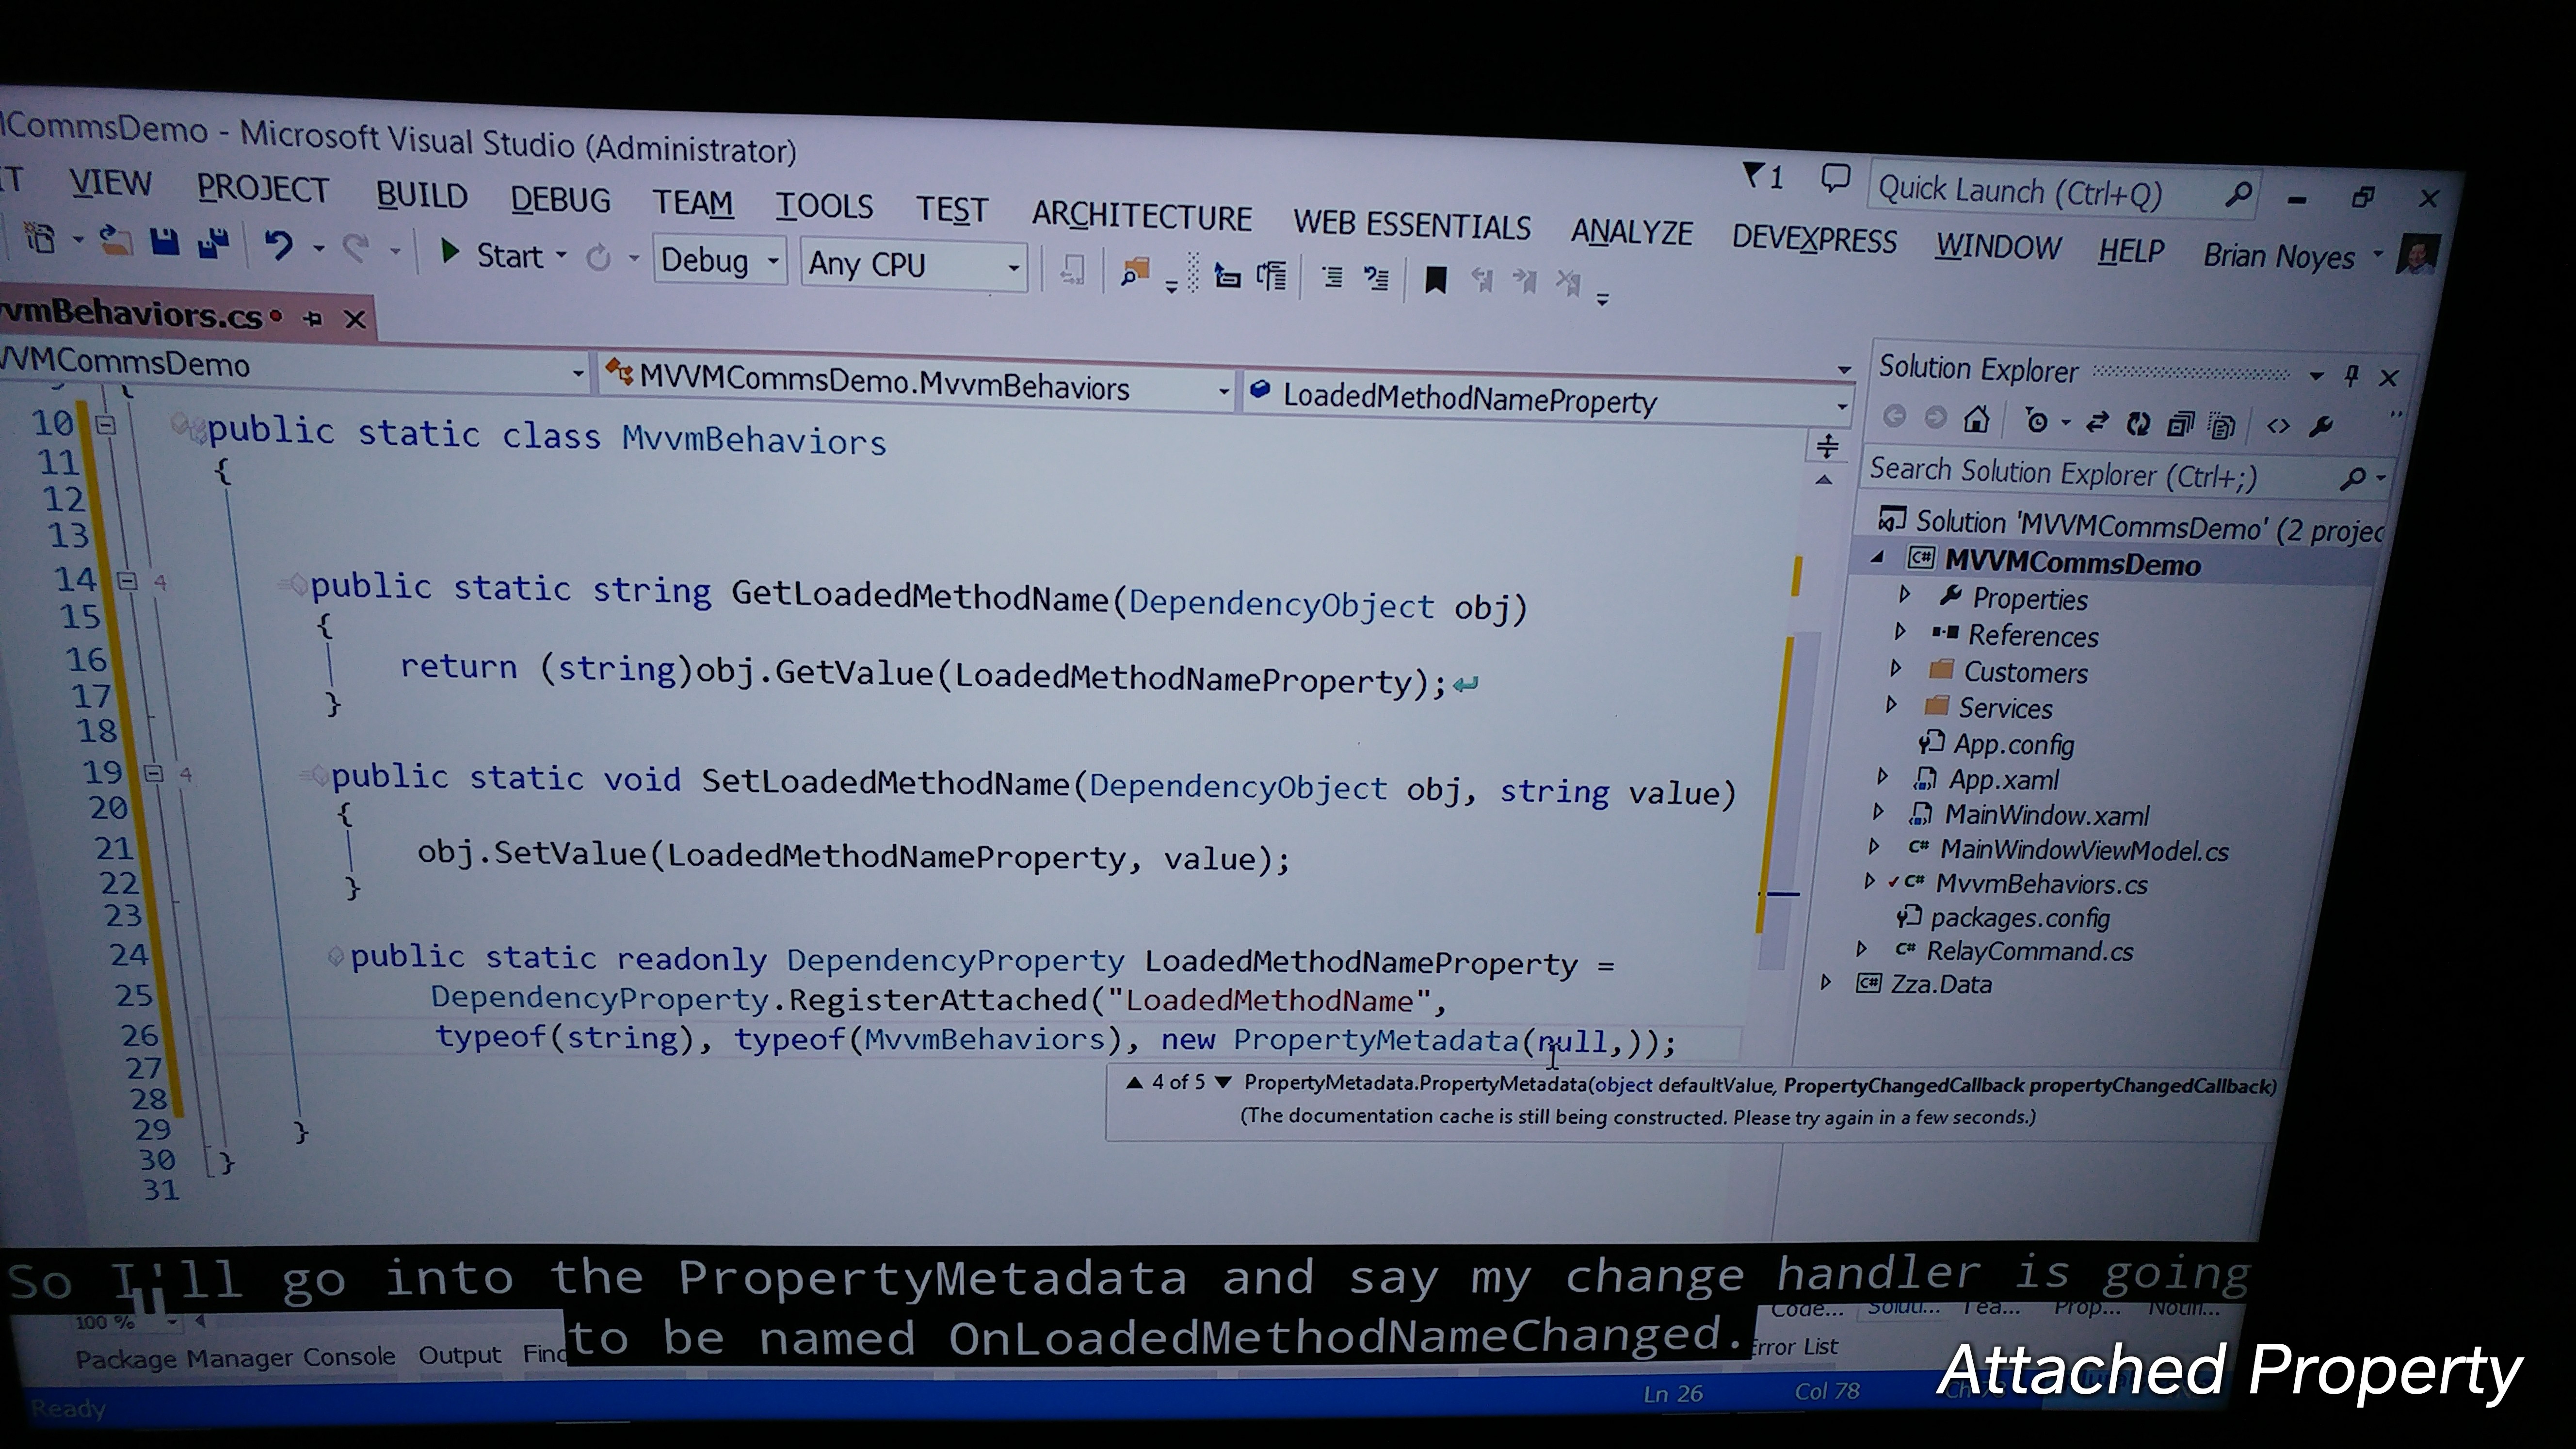 MCommsDemo - Microsoft Visual Studio (Administrator)
1
Quick Launch (Ctrl+Q)
VIEW PROJECT BUILD DEBUG TEAM TOOLS TEST ARCHITECTURE WEB ESSENTIALS ANALYZE DEVEXPRESS WINDOW HELP Brian Noyes
Start Debug Any CPU
vmBehaviors.cs
VMCommsDemo
MVVMCommsDemo.MvvmBehaviors
LoadedMethodNameProperty
10 public static class MvvmBehaviors
11 {
12
13
14 4 public static string GetLoadedMethodName(DependencyObject obj)
15 {
16 return (string)obj.GetValue(LoadedMethodNameProperty);
17 }
18
19 4 public static void SetLoadedMethodName(DependencyObject obj, string value)
20 {
21 obj.SetValue(LoadedMethodNameProperty, value);
22 }
23
24 public static readonly DependencyProperty LoadedMethodNameProperty =
25 DependencyProperty.RegisterAttached("LoadedMethodName",
26 typeof(string), typeof(MvvmBehaviors), new PropertyMetadata(null,));
27
28
29 }
30 }
31
4 of 5 PropertyMetadata.PropertyMetadata(object defaultValue, PropertyChangedCallback propertyChangedCallback)
(The documentation cache is still being constructed. Please try again in a few seconds.)
Solution Explorer
Search Solution Explorer (Ctrl+;)
Solution 'MVVMCommsDemo' (2 projec
C# MVVMCommsDemo
Properties
References
Customers
Services
App.config
App.xaml
MainWindow.xaml
C# MainWindowViewModel.cs
C# MvvmBehaviors.cs
packages.config
C# RelayCommand.cs
C# Zza.Data
So I'll go into the PropertyMetadata and say my change handler is going
to be named OnLoadedMethodNameChanged.
100 %
Code... Soluti... Tea... Prop... Notifi...
Package Manager Console Output Find
Error List
Ready
Ln 26 Col 78
Attached Property